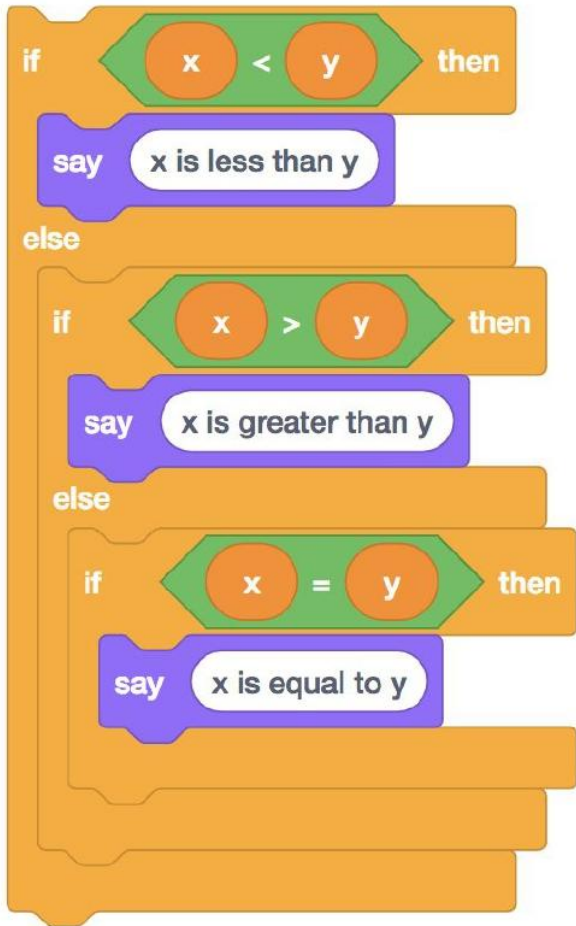 if x < y then
say x is less than y
else
if x > y then
say x is greater than y
else
if x = y then
say x is equal to y